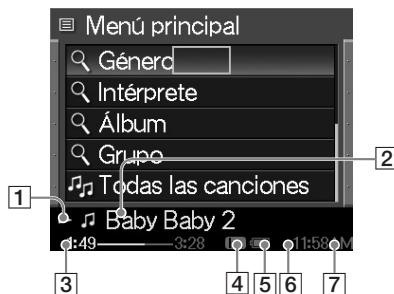 Menú principal
Género
Intérprete
Álbum
Grupo
Todas las canciones
2
1
Baby Baby 2
1:49 3:28 11:58
3 4 5 6 7